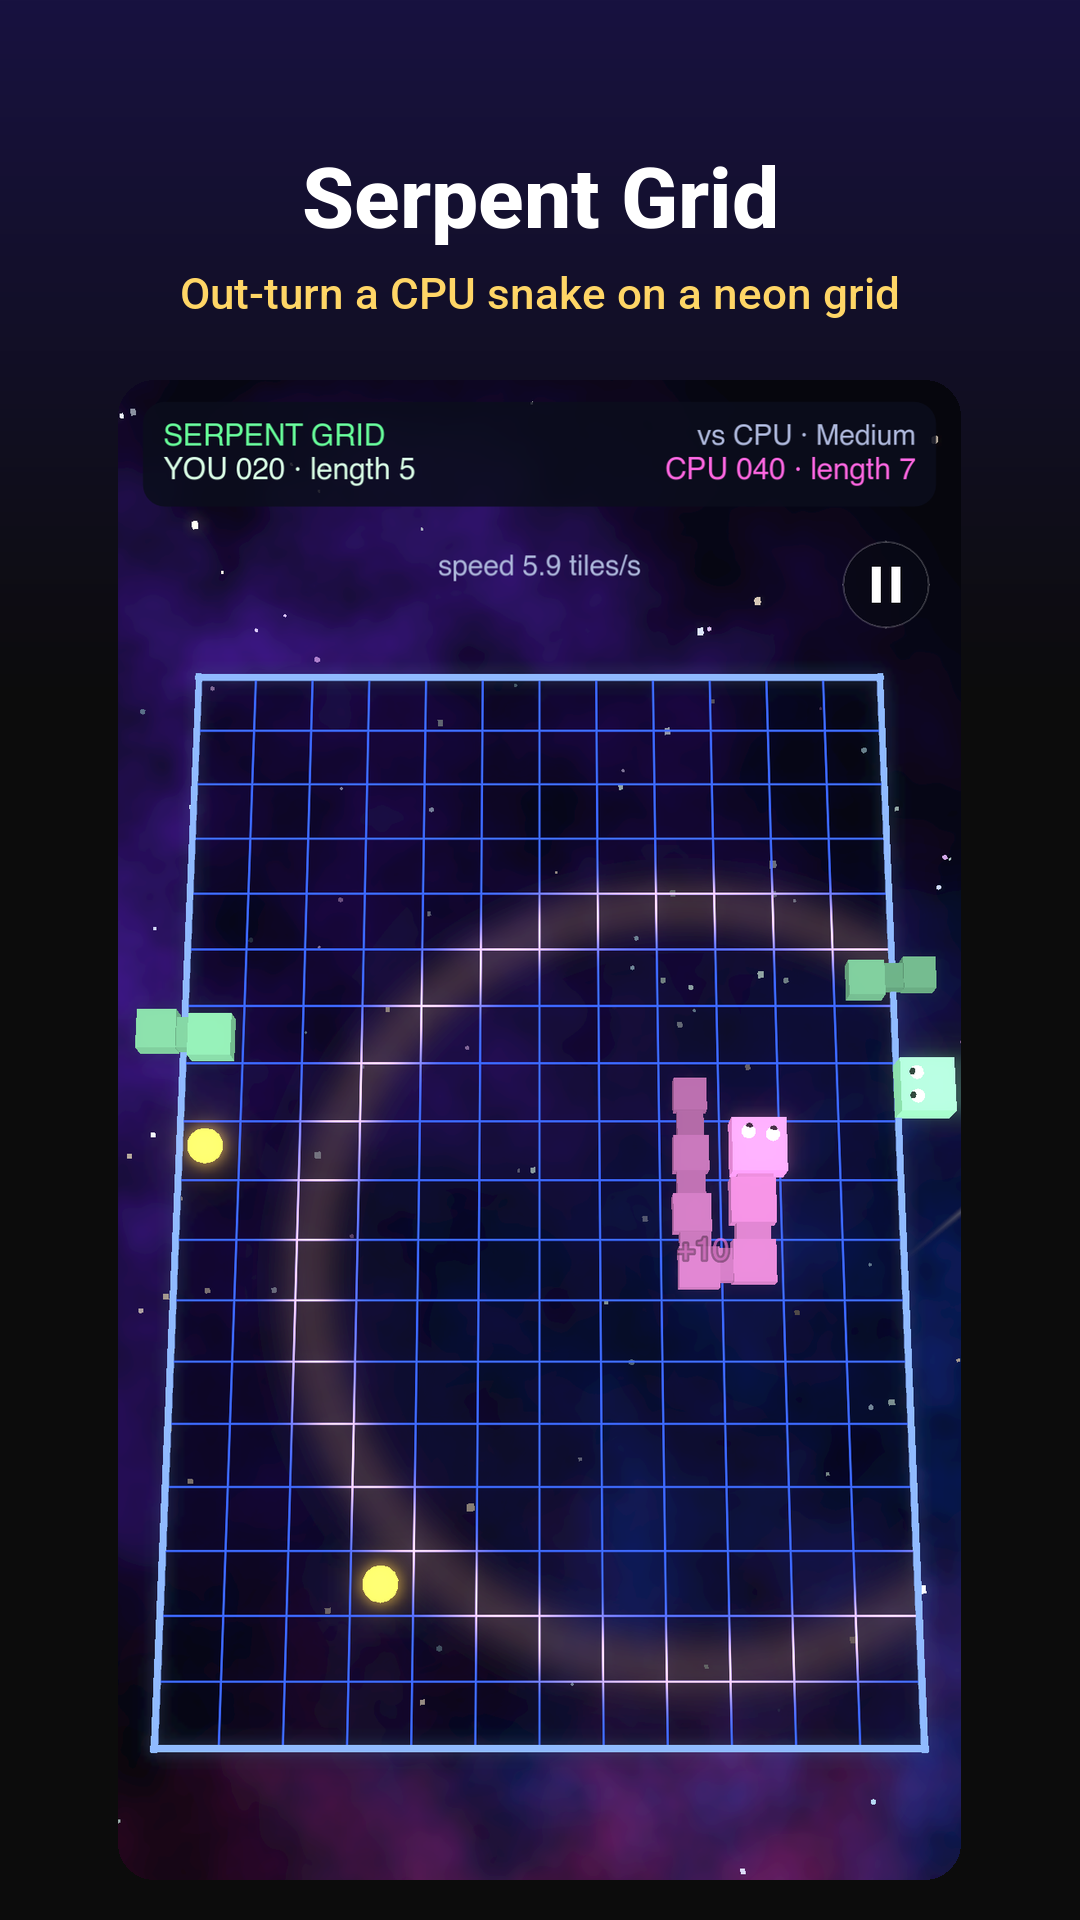 Serpent Grid
Out-turn a CPU snake on a neon grid
SERPENT GRID
vs CPU · Medium
YOU 020 · length 5
CPU 040 · length 7
speed 5.9 tiles/s
+10